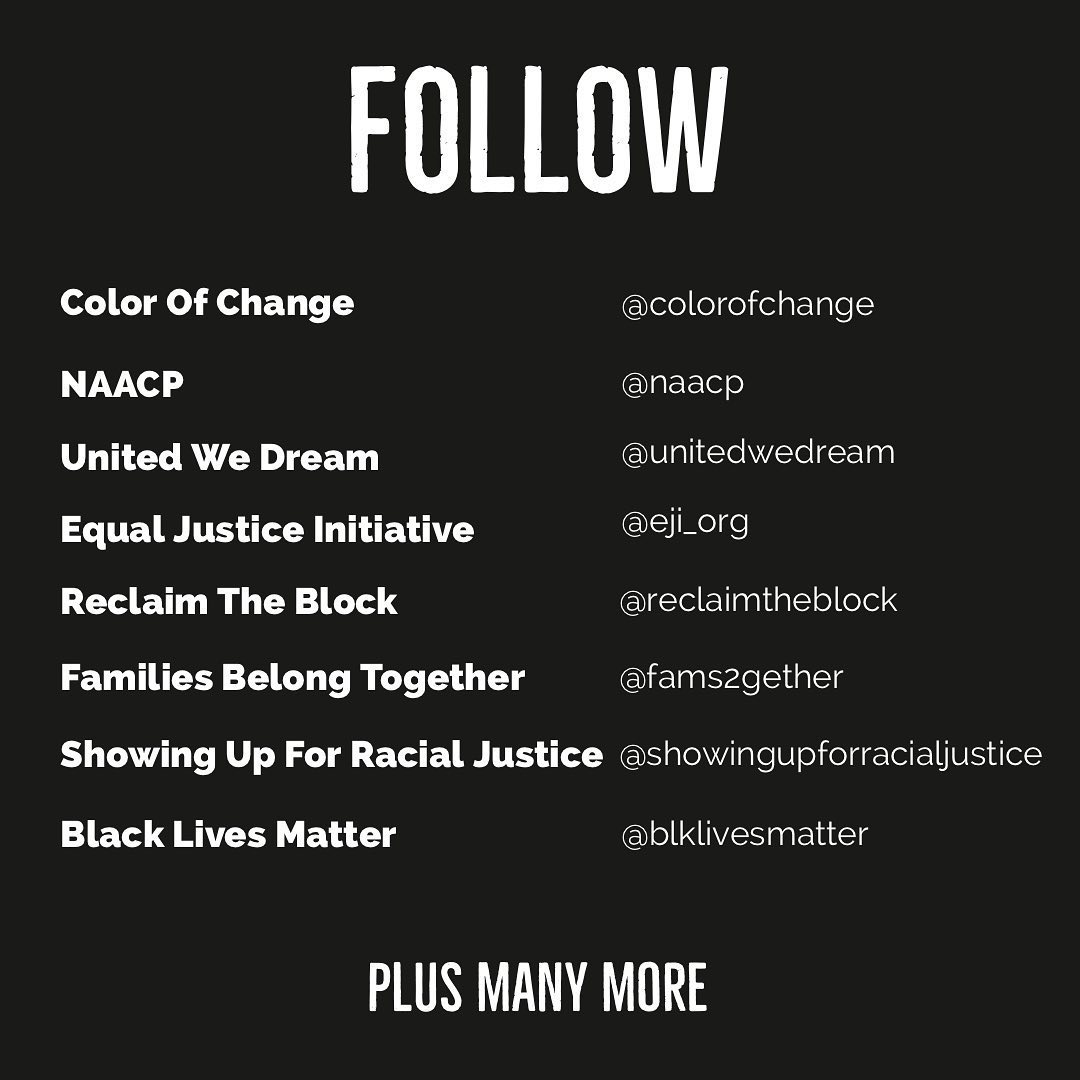 FOLLOW
Color Of Change @colorofchange
NAACP @naacp
United We Dream @unitedwedream
Equal Justice Initiative @eji_org
Reclaim The Block @reclaimtheblock
Families Belong Together @fams2gether
Showing Up For Racial Justice @showingupforracialjustice
Black Lives Matter @blklivesmatter
PLUS MANY MORE